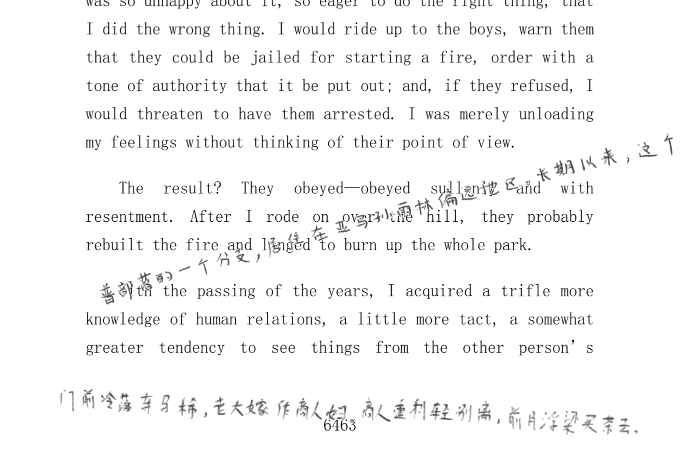 was so unhappy about it, so eager to do the right thing, that
I did the wrong thing. I would ride up to the boys, warn them
that they could be jailed for starting a fire, order with a
tone of authority that it be put out; and, if they refused, I
would threaten to have them arrested. I was merely unloading
my feelings without thinking of their point of view.
The result? They obeyed—obeyed sullenly and with
resentment. After I rode on over the hill, they probably
rebuilt the fire and longed to burn up the whole park.
普部落的一个分支，居住在亚马孙雨林偏远地区。长期以来，这个
With the passing of the years, I acquired a trifle more
knowledge of human relations, a little more tact, a somewhat
greater tendency to see things from the other person’s
门前冷落车马稀，老大嫁作商人妇。商人重利轻别离，前月浮梁买茶去。
6463